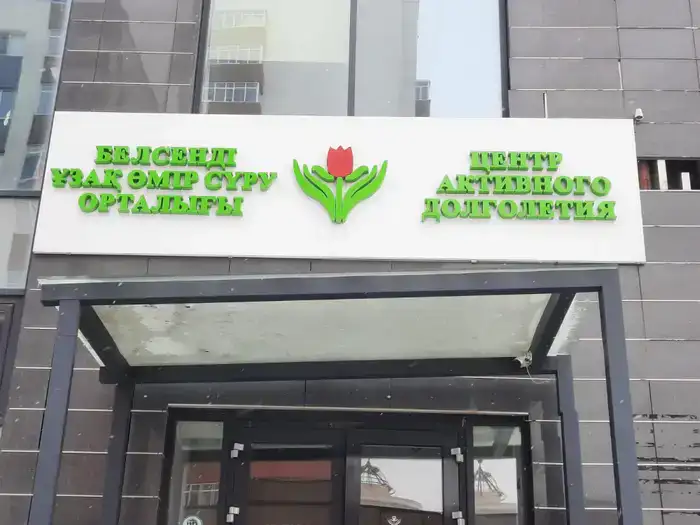 БЕЛСЕНДІ
ҰЗАҚ ӨМІР СҮРУ
ОРТАЛЫҒЫ
ЦЕНТР
АКТИВНОГО
ДОЛГОЛЕТИЯ